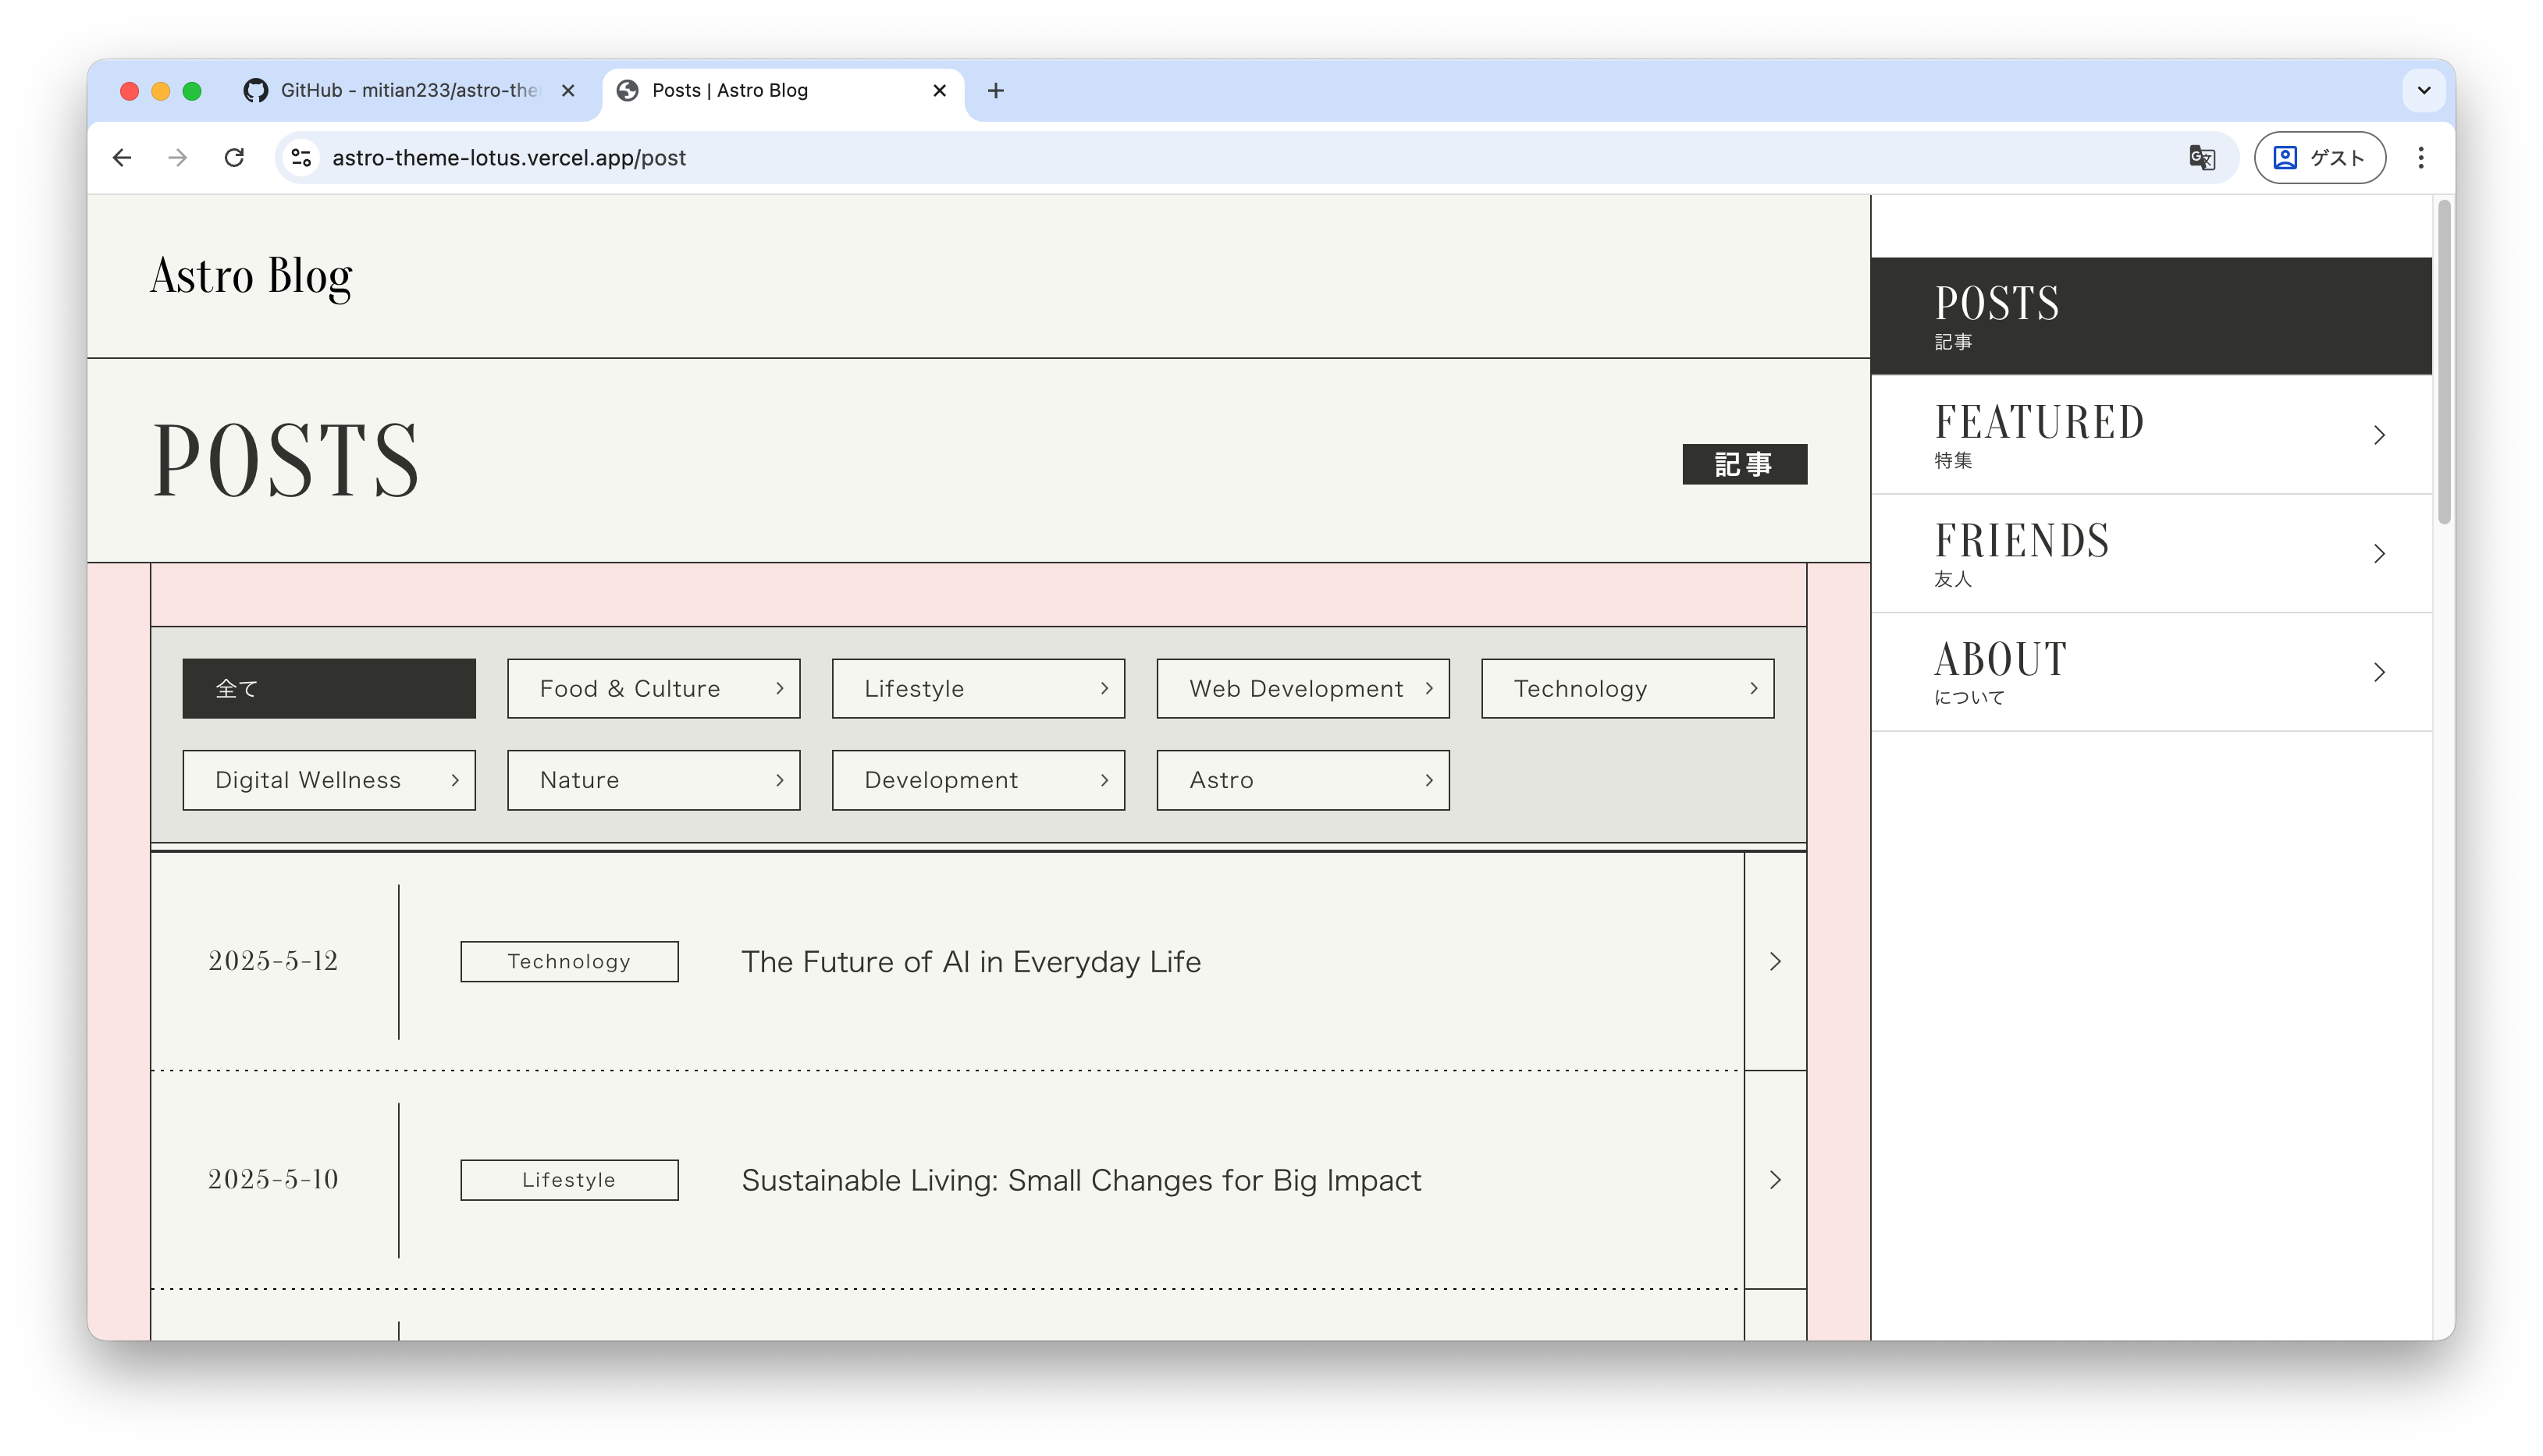 GitHub - mitian233/astro-the
Posts | Astro Blog
astro-theme-lotus.vercel.app/post
ゲスト
Astro Blog
POSTS
記事
POSTS
記事
FEATURED
特集
FRIENDS
友人
ABOUT
について
全て
Food & Culture
Lifestyle
Web Development
Technology
Digital Wellness
Nature
Development
Astro
2025-5-12
Technology
The Future of AI in Everyday Life
2025-5-10
Lifestyle
Sustainable Living: Small Changes for Big Impact